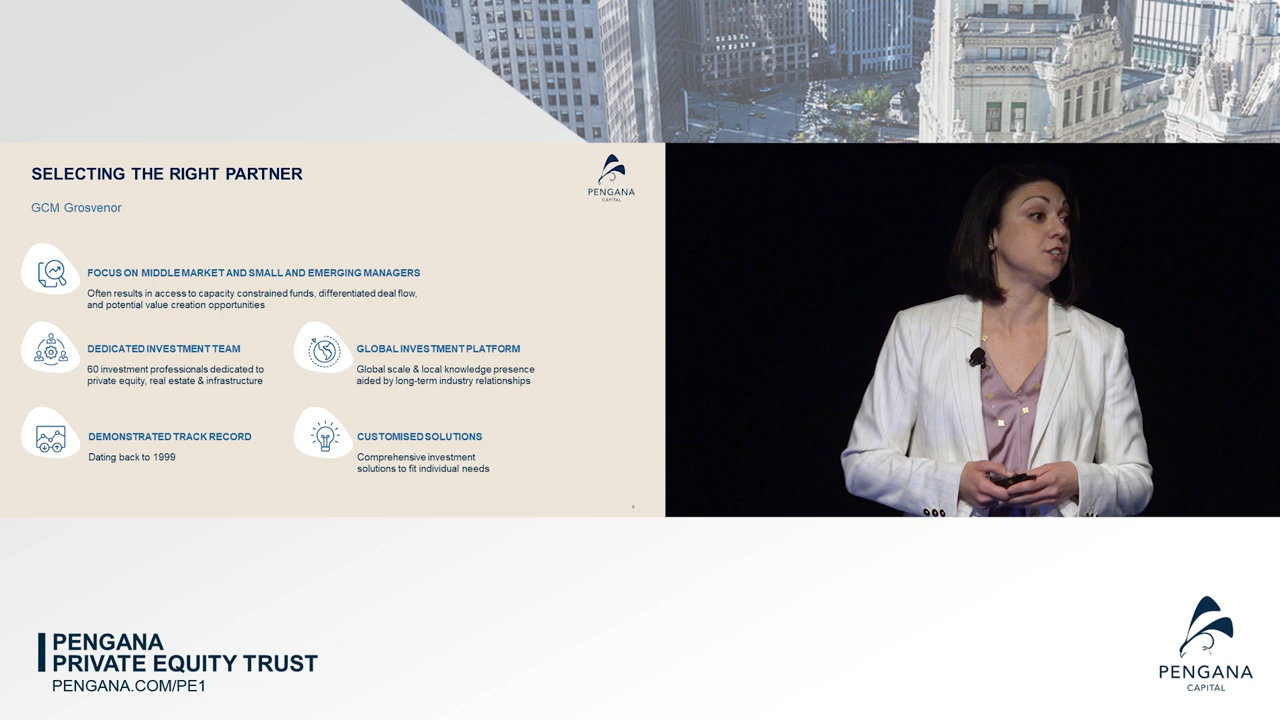 SELECTING THE RIGHT PARTNER
PENGANA
CAPITAL
GCM Grosvenor
FOCUS ON MIDDLE MARKET AND SMALL AND EMERGING MANAGERS
Often results in access to capacity constrained funds, differentiated deal flow,
and potential value creation opportunities
DEDICATED INVESTMENT TEAM
60 investment professionals dedicated to
private equity, real estate & infrastructure
GLOBAL INVESTMENT PLATFORM
Global scale & local knowledge presence
aided by long-term industry relationships
DEMONSTRATED TRACK RECORD
Dating back to 1999
CUSTOMISED SOLUTIONS
Comprehensive investment
solutions to fit individual needs
PENGANA
PRIVATE EQUITY TRUST
PENGANA.COM/PE1
PENGANA
CAPITAL